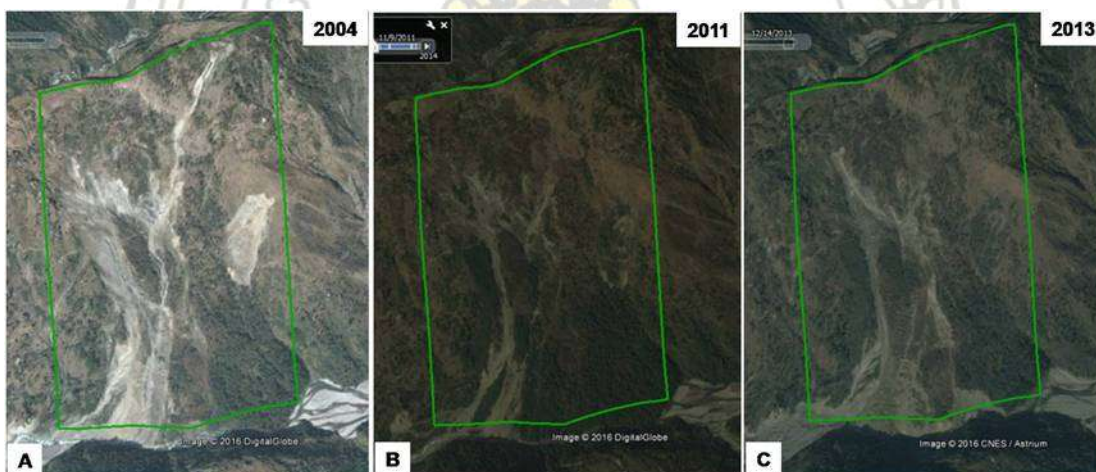 2004
A
Image © 2016 DigitalGlobe
11/9/2011
2014
2011
B
Image © 2016 DigitalGlobe
12/14/2013
2013
C
Image © 2016 CNES / Astrium